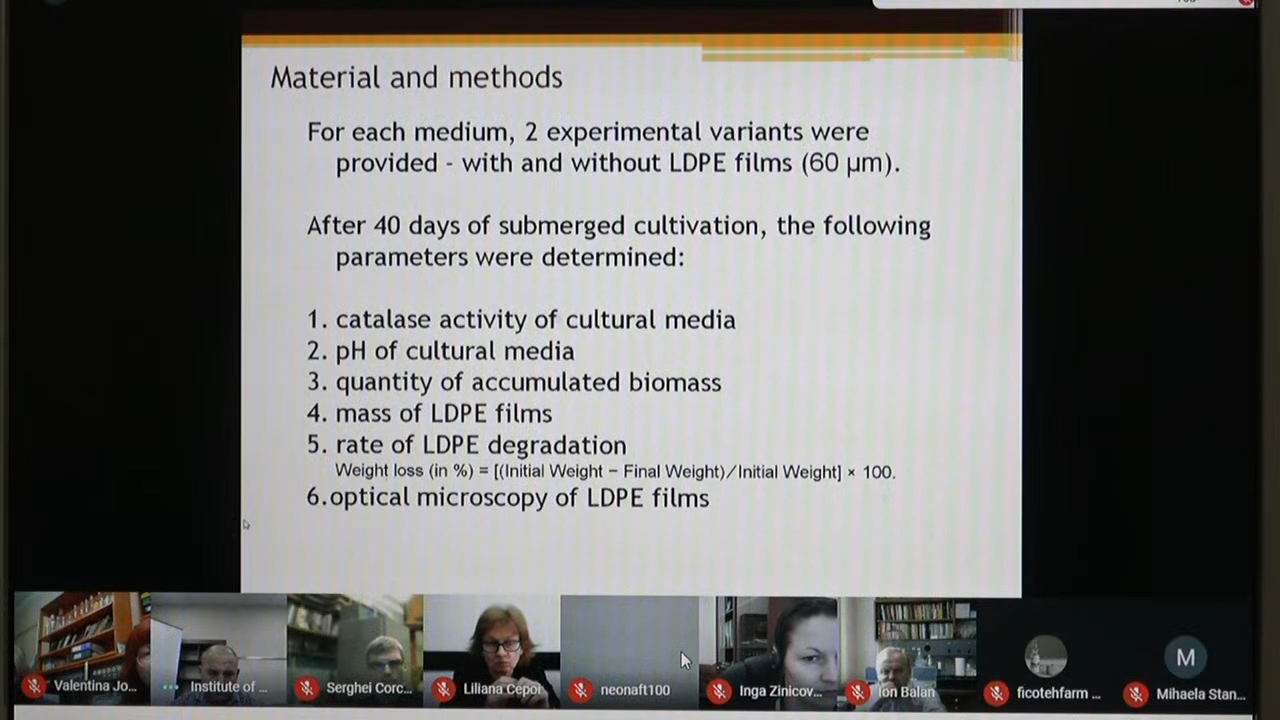 Material and methods
For each medium, 2 experimental variants were
provided - with and without LDPE films (60 µm).
After 40 days of submerged cultivation, the following
parameters were determined:
1. catalase activity of cultural media
2. pH of cultural media
3. quantity of accumulated biomass
4. mass of LDPE films
5. rate of LDPE degradation
Weight loss (in %) = [(Initial Weight – Final Weight)/Initial Weight] × 100.
6.optical microscopy of LDPE films
Valentina Jo...
Institute of ...
Serghei Corc...
Liliana Cepoi
neonaft100
Inga Zinicov...
Ion Balan
ficotehfarm ...
M
Mihaela Stan...